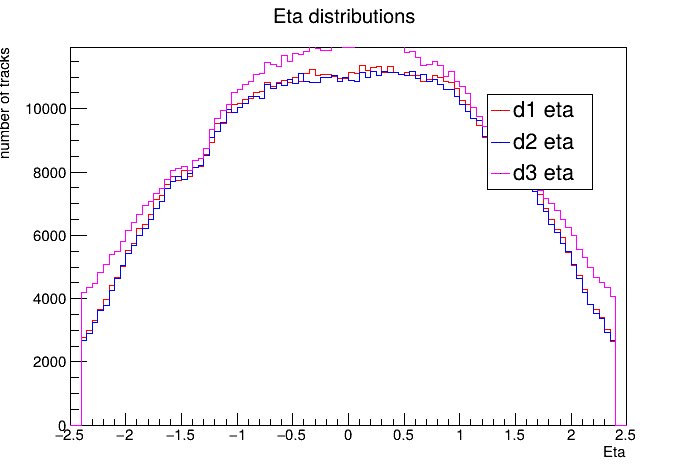 Eta distributions
number of tracks
10000
8000
6000
4000
2000
0
d1 eta
d2 eta
d3 eta
−2.5 −2 −1.5 −1 −0.5 0 0.5 1 1.5 2 2.5
Eta